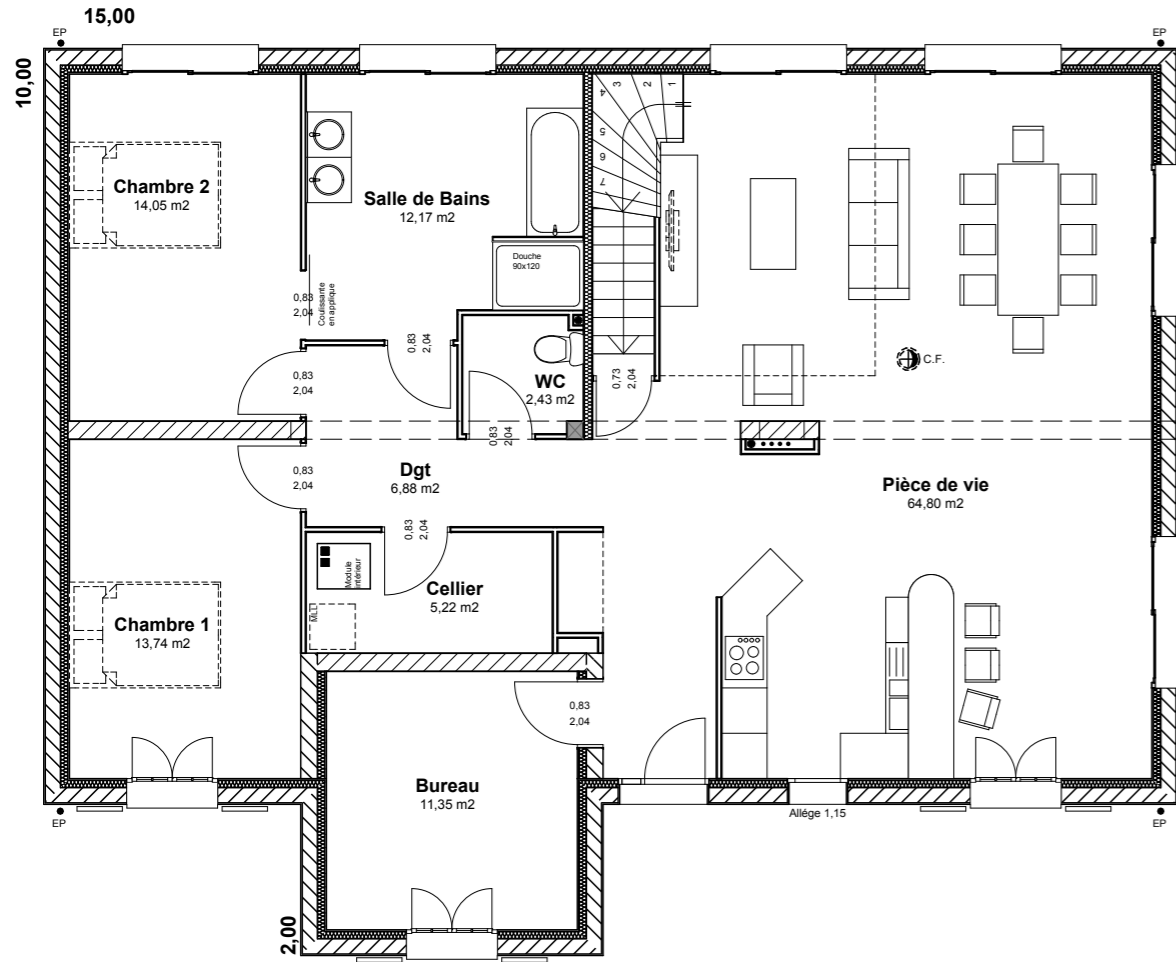 15,00
EP
EP
10,00
4
3
2
1
5
6
7
Chambre 2
14,05 m2
Salle de Bains
12,17 m2
Douche
90x120
0,83
2,04
Coulissante
en applique
0,83
2,04
0,83
2,04
WC
2,43 m2
0,73
2,04
C.F.
0,83
2,04
0,83
2,04
Dgt
6,88 m2
Pièce de vie
64,80 m2
0,83
2,04
Module
intérieur
Cellier
5,22 m2
MLL
Chambre 1
13,74 m2
0,83
2,04
Bureau
11,35 m2
EP
Allége 1,15
EP
2,00